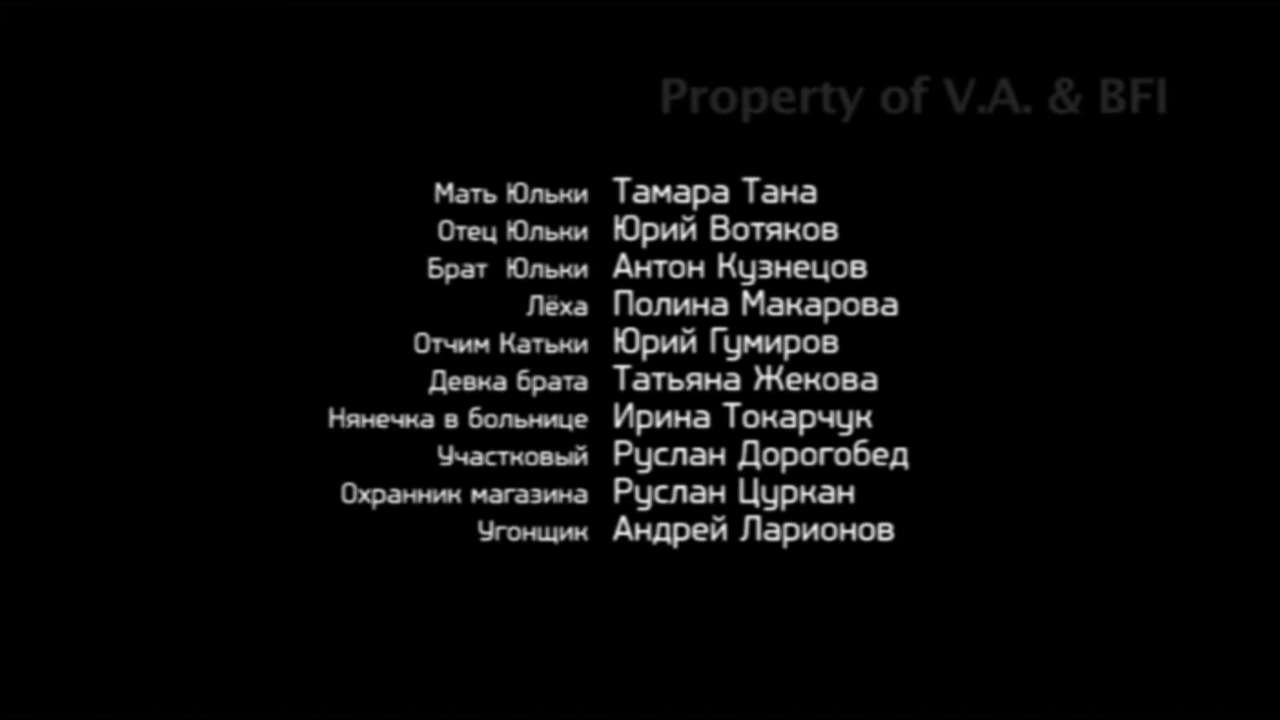 Property of V.A. & BFI
Мать Юльки Тамара Тана
Отец Юльки Юрий Вотяков
Брат Юльки Антон Кузнецов
Лёха Полина Макарова
Отчим Катьки Юрий Гумиров
Девка брата Татьяна Жекова
Нянечка в больнице Ирина Токарчук
Участковый Руслан Дорогобед
Охранник магазина Руслан Цуркан
Угонщик Андрей Ларионов